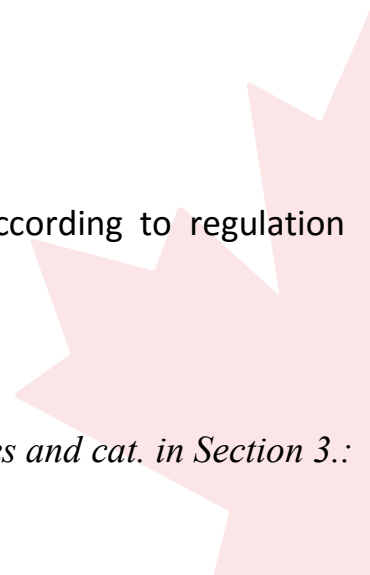 ccording to regulation
es and cat. in Section 3.: